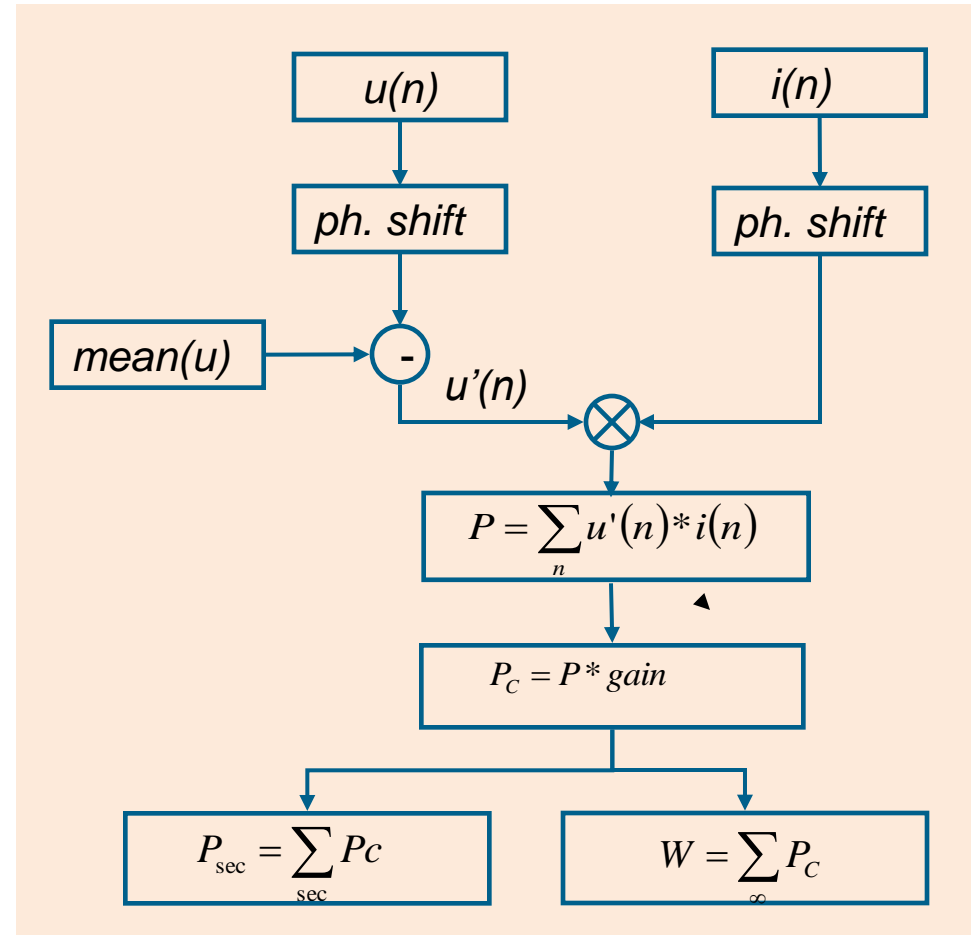 u(n)
i(n)
ph. shift
ph. shift
mean(u)
-
u’(n)
P = ∑ u'(n)* i(n)
n
P_C = P * gain
P_sec = ∑ Pc
sec
W = ∑ P_C
∞